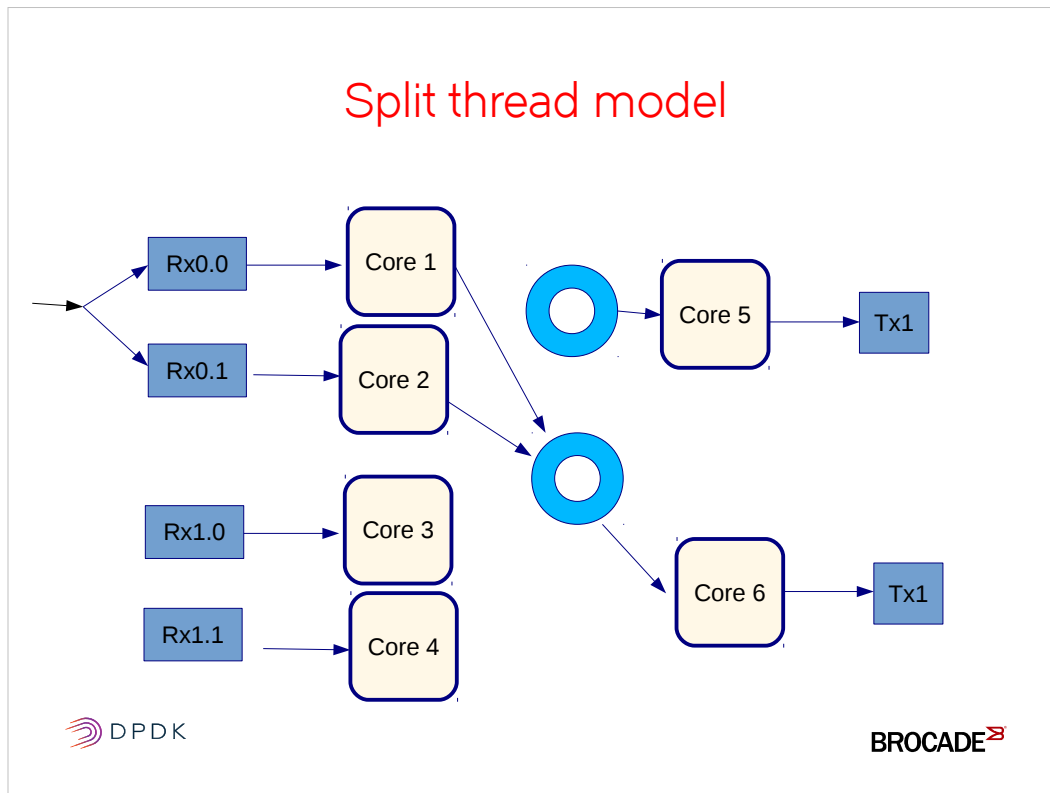 Split thread model
Rx0.0
Core 1
Core 5
Tx1
Rx0.1
Core 2
Rx1.0
Core 3
Core 6
Tx1
Rx1.1
Core 4
DPDK
BROCADE